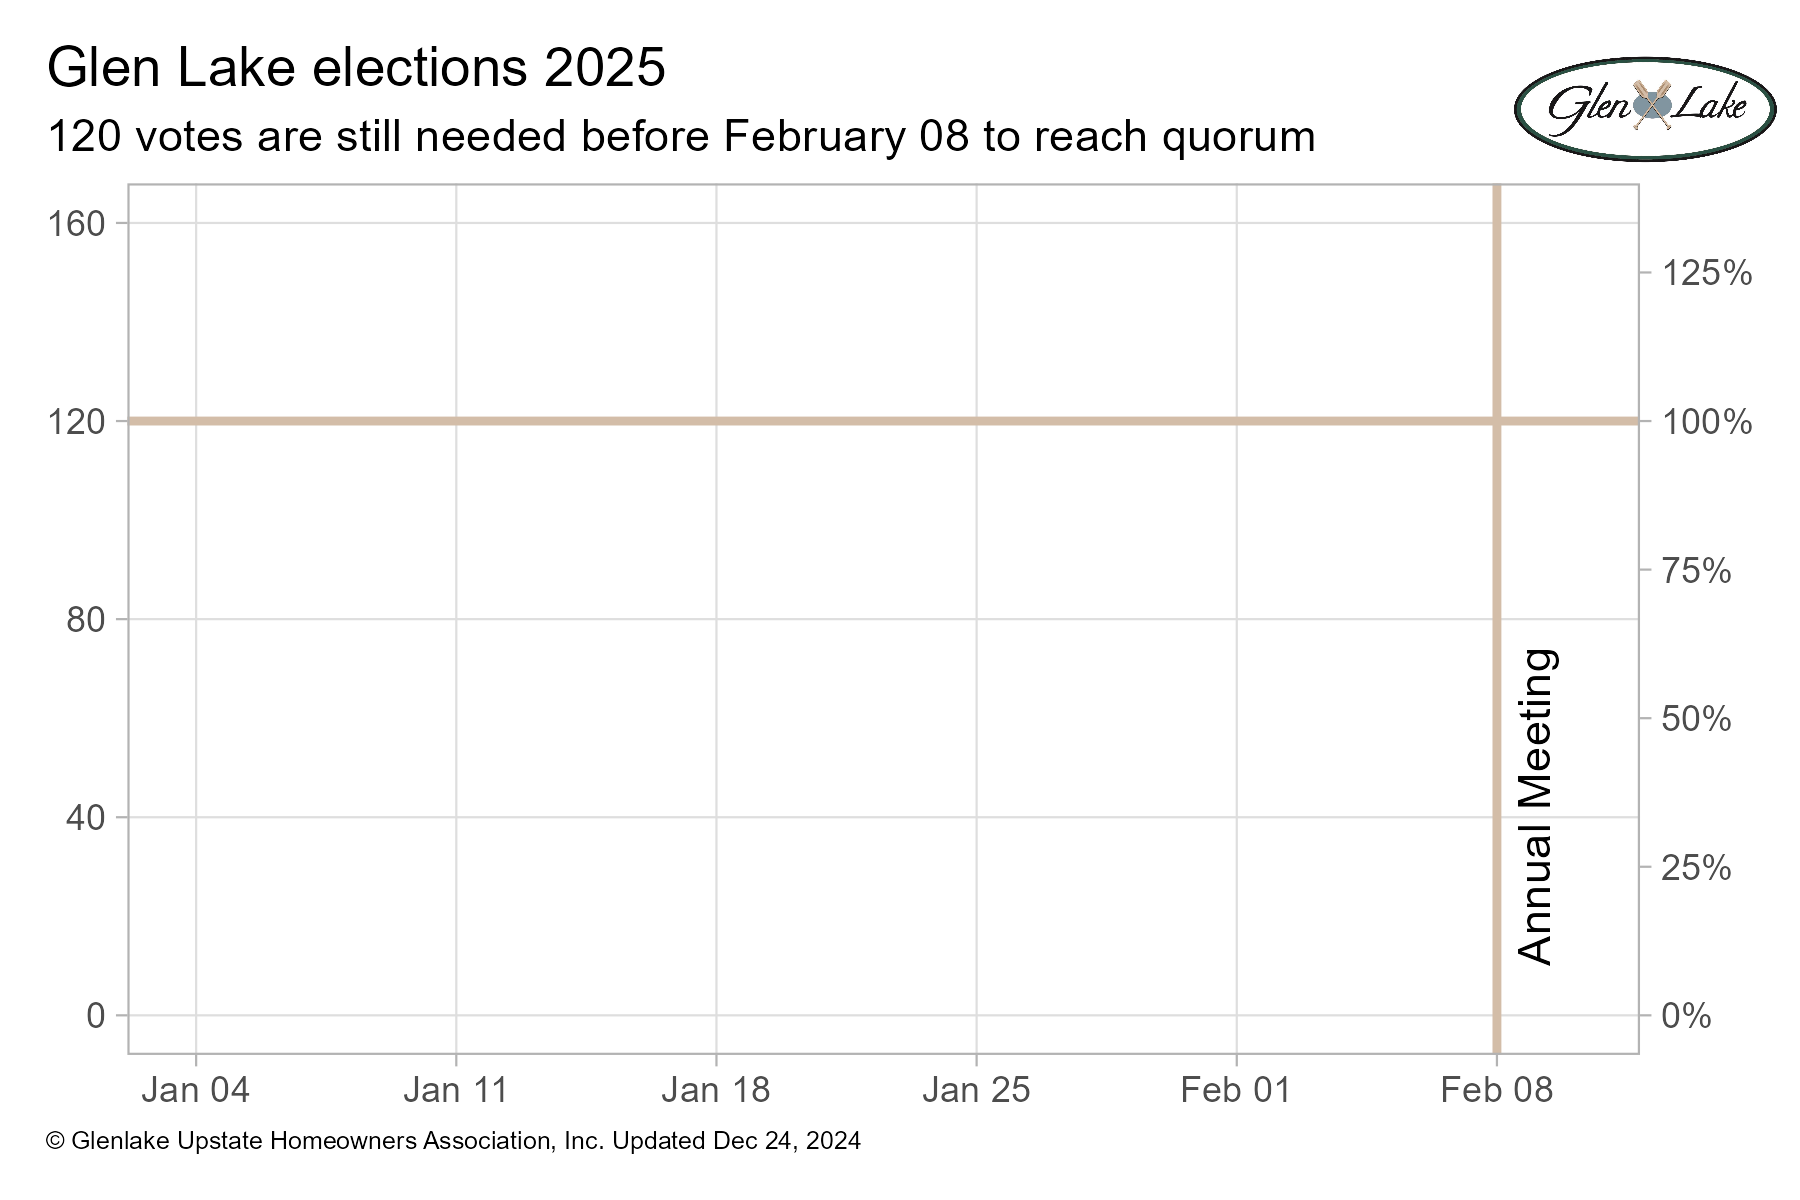 Glen Lake elections 2025
Glen Lake
120 votes are still needed before February 08 to reach quorum
160
120
80
40
0
125%
100%
75%
50%
25%
0%
Annual Meeting
Jan 04
Jan 11
Jan 18
Jan 25
Feb 01
Feb 08
© Glenlake Upstate Homeowners Association, Inc. Updated Dec 24, 2024